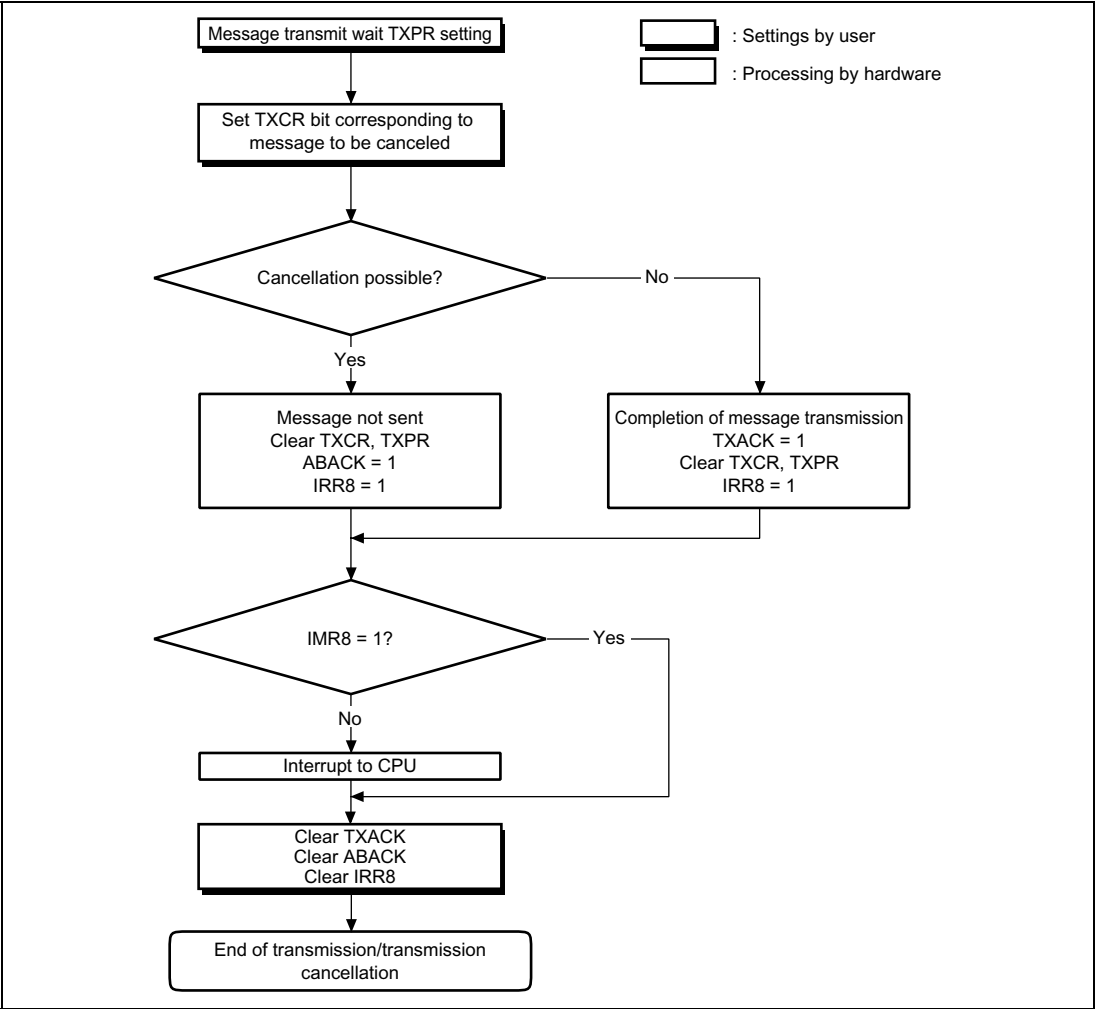 Message transmit wait TXPR setting
: Settings by user
: Processing by hardware
Set TXCR bit corresponding to
message to be canceled
Cancellation possible?
No
Yes
Message not sent
Clear TXCR, TXPR
ABACK = 1
IRR8 = 1
Completion of message transmission
TXACK = 1
Clear TXCR, TXPR
IRR8 = 1
IMR8 = 1?
Yes
No
Interrupt to CPU
Clear TXACK
Clear ABACK
Clear IRR8
End of transmission/transmission
cancellation